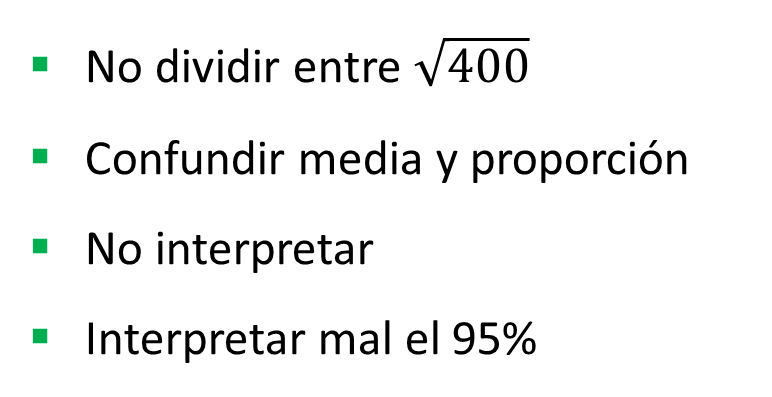 ▪ No dividir entre √400
▪ Confundir media y proporción
▪ No interpretar
▪ Interpretar mal el 95%